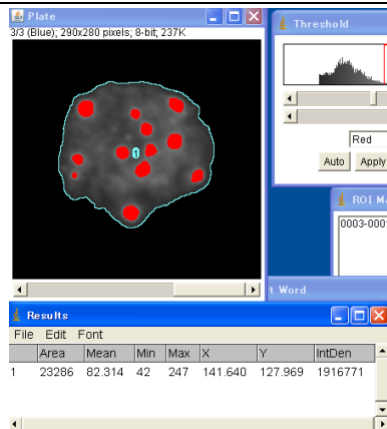 Plate
3/3 (Blue); 290x280 pixels; 8-bit; 237K
1
Threshold
Red
Auto Apply
ROI M
0003-000
t Word
Results
File Edit Font
Area Mean Min Max X Y IntDen
1 23286 82.314 42 247 141.640 127.969 1916771